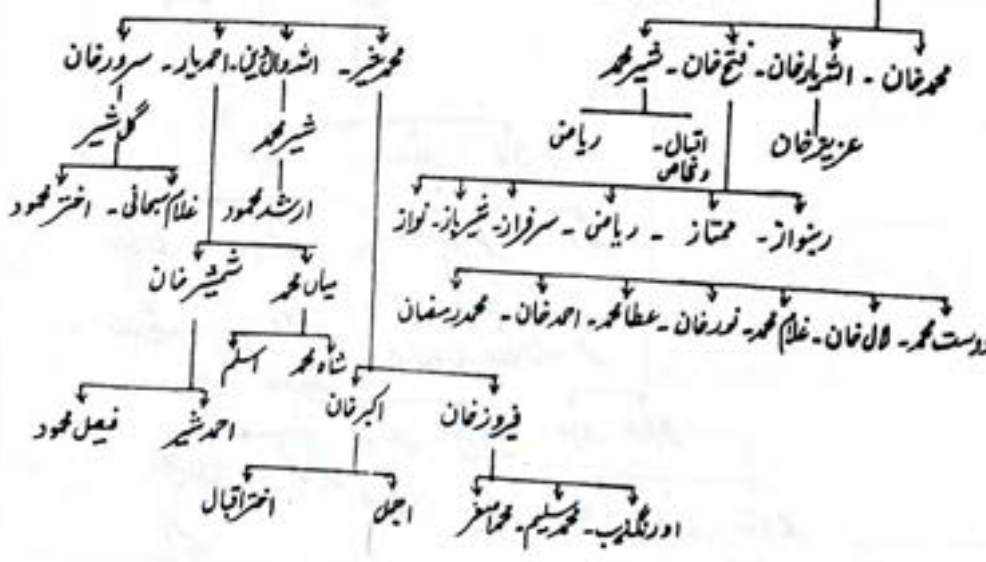 محمد خان - اللہ یار خان - فتح خان - شیر محمد
عزیز خان
اقبال - ریاض
وقاص
ربنواز - ممتاز - ریاض - سرفراز - شیرباز - نواز
دوست محمد - لال خان - غلام محمد - نور خان - عطا محمد - احمد خان - محمد رمضان
محمد - اللہ دین - احمد یار - سرور خان
شیر محمد
گل شیر
ارشد محمود
غلام سبحانی - اختر محمود
میاں محمد
شمشیر خان
شاہ محمد
اسلم
احمد شیر
فیصل محمود
فیروز خان
اکبر خان
اورنگزیب - محمد سلیم - محمد اصغر
اجمل
اختر اقبال